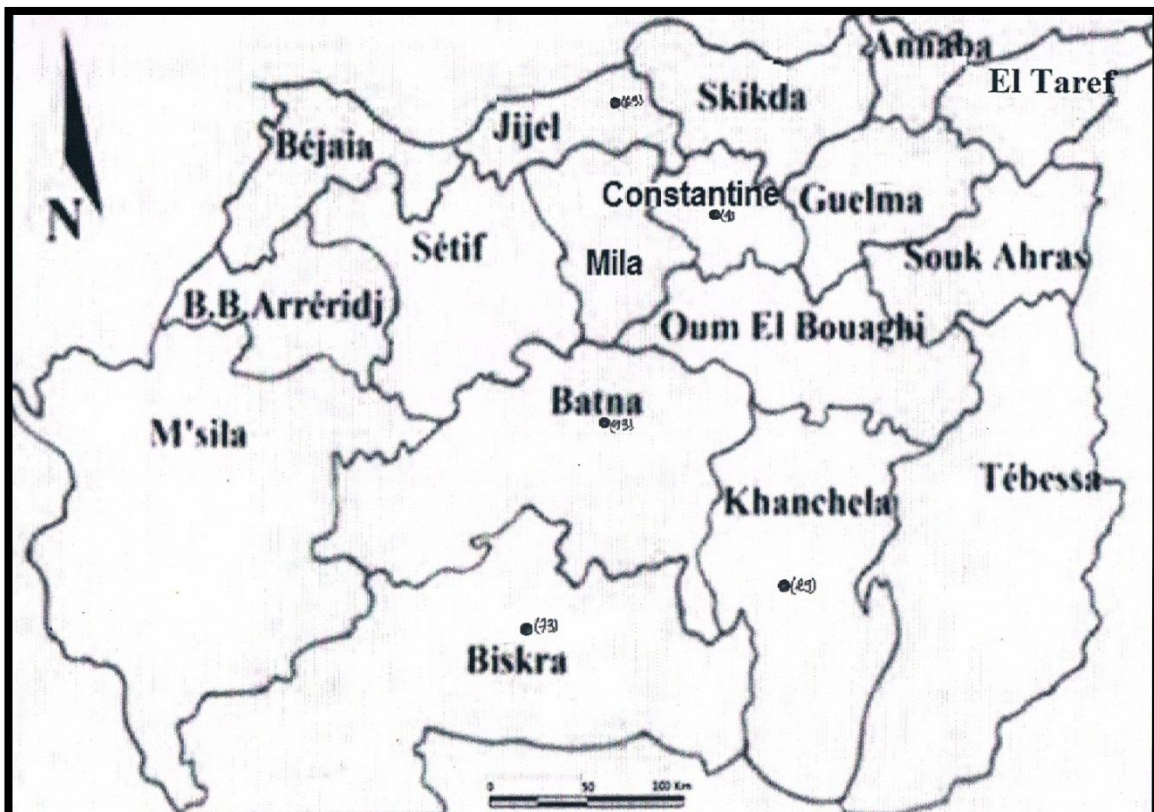 Annaba
El Taref
Skikda
Jijel
Béjaia
Constantine
Guelma
N
Sétif
Mila
Souk Ahras
B.B.Arréridj
Oum El Bouaghi
Batna
M'sila
Tébessa
Khanchela
(73)
Biskra
0 50 100 Km